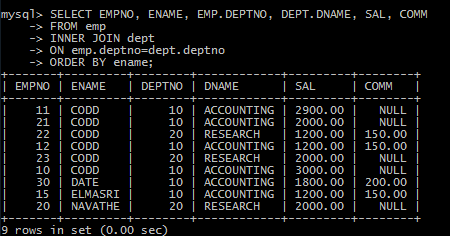 mysql> SELECT EMPNO, ENAME, EMP.DEPTNO, DEPT.DNAME, SAL, COMM
    -> FROM emp
    -> INNER JOIN dept
    -> ON emp.deptno=dept.deptno
    -> ORDER BY ename;
+-------+---------+--------+------------+---------+--------+
| EMPNO | ENAME   | DEPTNO | DNAME      | SAL     | COMM   |
+-------+---------+--------+------------+---------+--------+
|    11 | CODD    |     10 | ACCOUNTING | 2900.00 |   NULL |
|    21 | CODD    |     10 | ACCOUNTING | 2000.00 |   NULL |
|    22 | CODD    |     20 | RESEARCH   | 1200.00 | 150.00 |
|    12 | CODD    |     10 | ACCOUNTING | 1200.00 | 150.00 |
|    23 | CODD    |     20 | RESEARCH   | 2000.00 |   NULL |
|    10 | CODD    |     10 | ACCOUNTING | 3000.00 |   NULL |
|    30 | DATE    |     10 | ACCOUNTING | 1800.00 | 200.00 |
|    15 | ELMASRI |     10 | ACCOUNTING | 1200.00 | 150.00 |
|    20 | NAVATHE |     20 | RESEARCH   | 2000.00 |   NULL |
+-------+---------+--------+------------+---------+--------+
9 rows in set (0.00 sec)